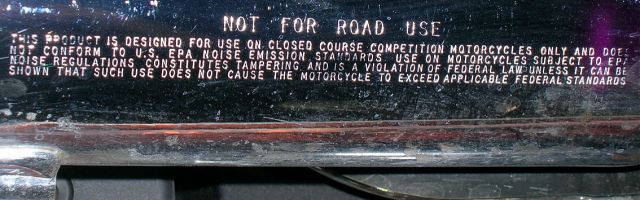 NOT FOR ROAD USE
THIS PRODUCT IS DESIGNED FOR USE ON CLOSED COURSE COMPETITION MOTORCYCLES ONLY AND DOES
NOT CONFORM TO U.S. EPA NOISE EMISSION STANDARDS. USE ON MOTORCYCLES SUBJECT TO EPA
NOISE REGULATIONS CONSTITUTES TAMPERING AND IS A VIOLATION OF FEDERAL LAW UNLESS IT CAN BE
SHOWN THAT SUCH USE DOES NOT CAUSE THE MOTORCYCLE TO EXCEED APPLICABLE FEDERAL STANDARDS